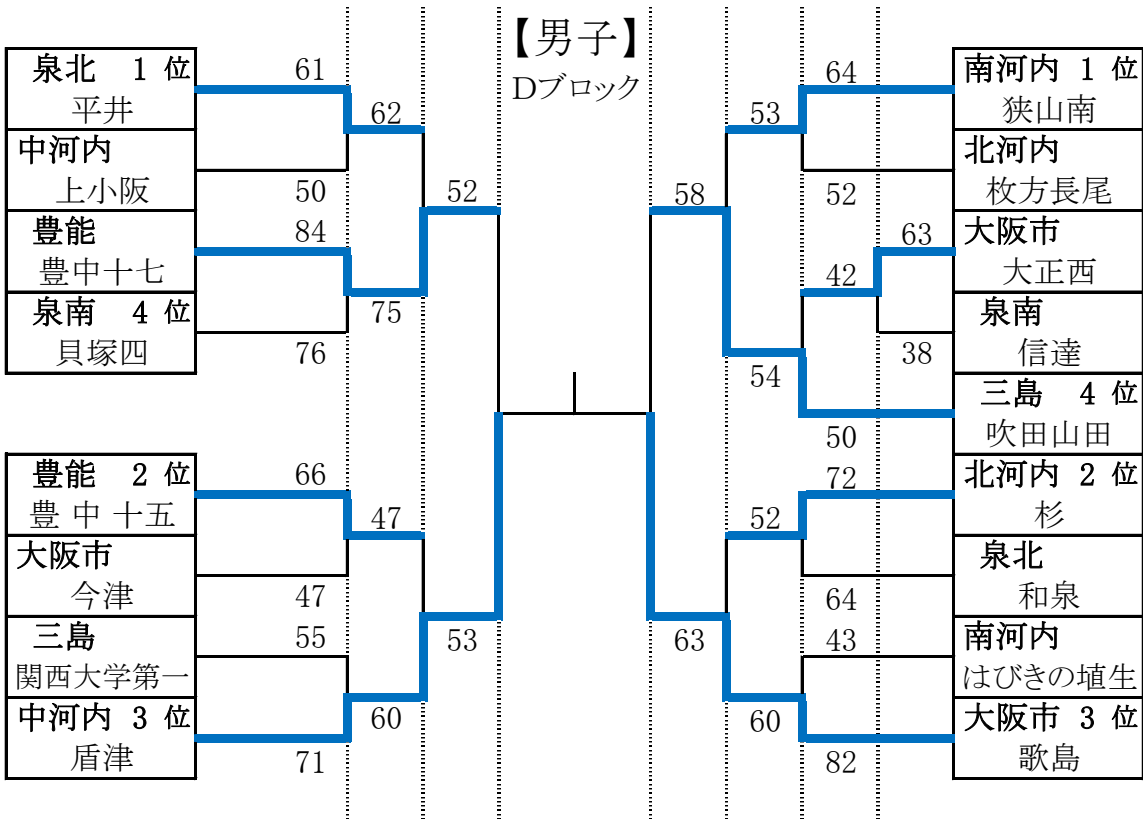 【男子】
Dブロック
泉北 1 位
平井
61
62
中河内
上小阪
50
52
豊能
豊中十七
84
75
泉南 4 位
貝塚四
76
豊能 2 位
豊 中 十五
66
47
大阪市
今津
47
三島
関西大学第一
55
53
中河内 3 位
盾津
60
71
64
南河内 1 位
狭山南
53
北河内
枚方長尾
52
58
63
大阪市
大正西
42
泉南
信達
38
54
三島 4 位
吹田山田
50
72
北河内 2 位
杉
52
泉北
和泉
64
43
南河内
はびきの埴生
63
60
大阪市 3 位
歌島
82